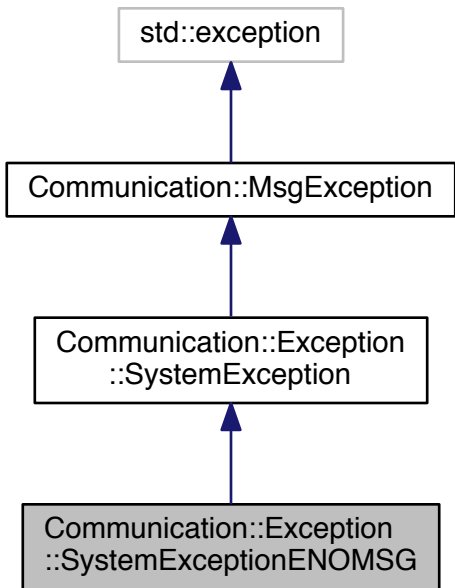 std::exception
Communication::MsgException
Communication::Exception
::SystemException
Communication::Exception
::SystemExceptionENOMSG